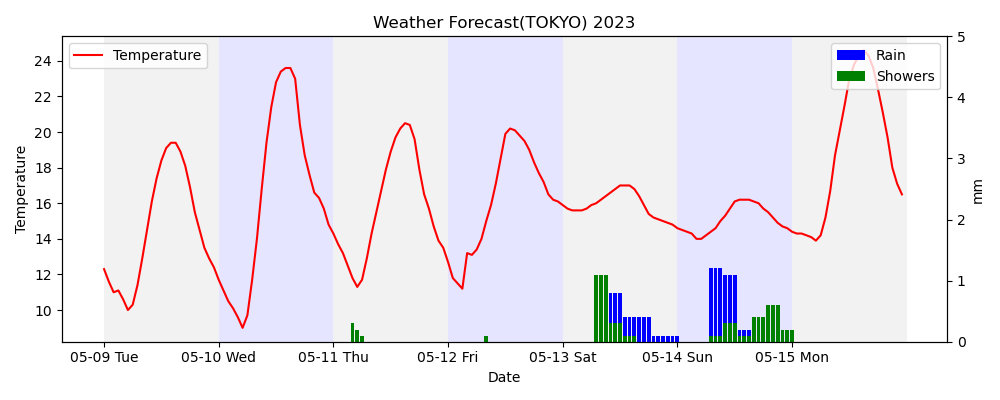 Weather Forecast(TOKYO) 2023
Temperature
Rain
Showers
24
22
20
18
16
14
12
10
5
4
3
2
1
0
Temperature
mm
05-09 Tue
05-10 Wed
05-11 Thu
05-12 Fri
05-13 Sat
05-14 Sun
05-15 Mon
Date